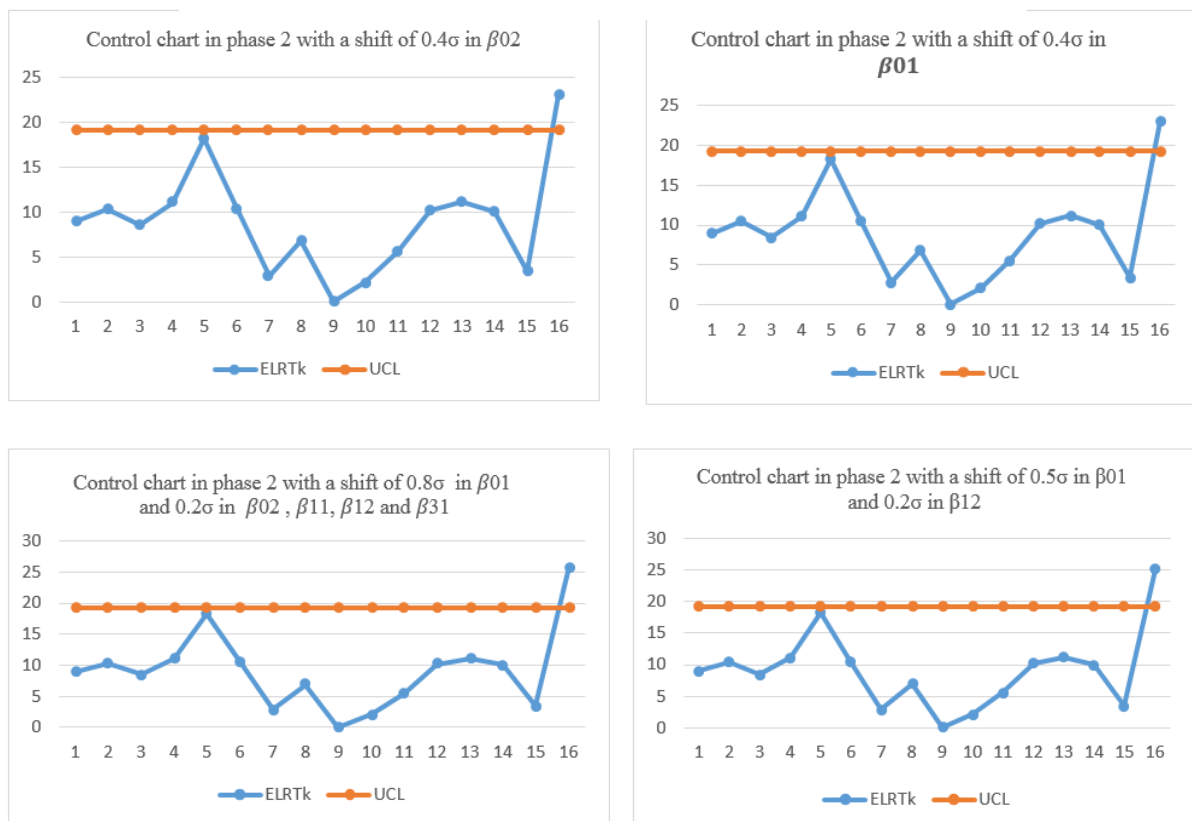 Control chart in phase 2 with a shift of 0.4σ in β02
25
20
15
10
5
0
1 2 3 4 5 6 7 8 9 10 11 12 13 14 15 16
ELRTk UCL
Control chart in phase 2 with a shift of 0.4σ in
β01
25
20
15
10
5
0
1 2 3 4 5 6 7 8 9 10 11 12 13 14 15 16
ELRTk UCL
Control chart in phase 2 with a shift of 0.8σ in β01
and 0.2σ in β02 , β11, β12 and β31
30
25
20
15
10
5
0
1 2 3 4 5 6 7 8 9 10 11 12 13 14 15 16
ELRTk UCL
Control chart in phase 2 with a shift of 0.5σ in β01
and 0.2σ in β12
30
25
20
15
10
5
0
1 2 3 4 5 6 7 8 9 10 11 12 13 14 15 16
ELRTk UCL